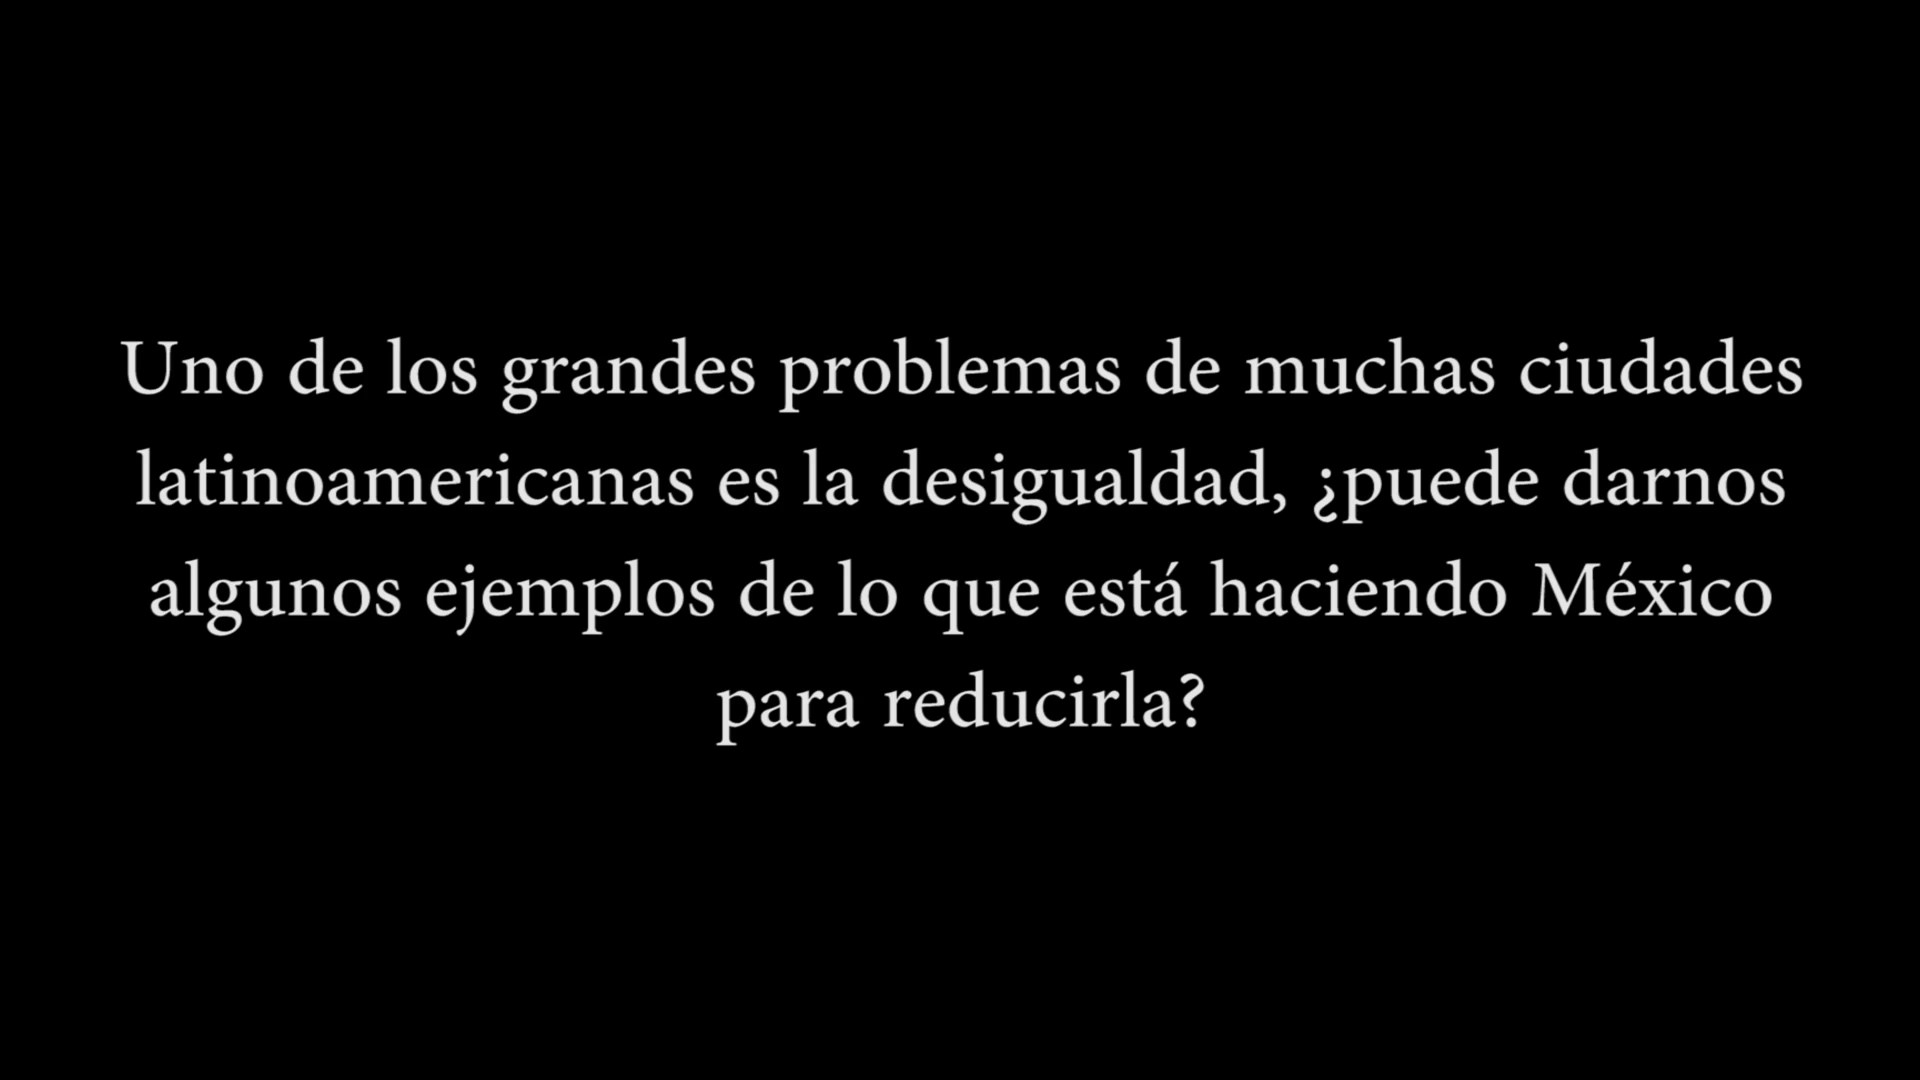 Uno de los grandes problemas de muchas ciudades
latinoamericanas es la desigualdad, ¿puede darnos
algunos ejemplos de lo que está haciendo México
para reducirla?